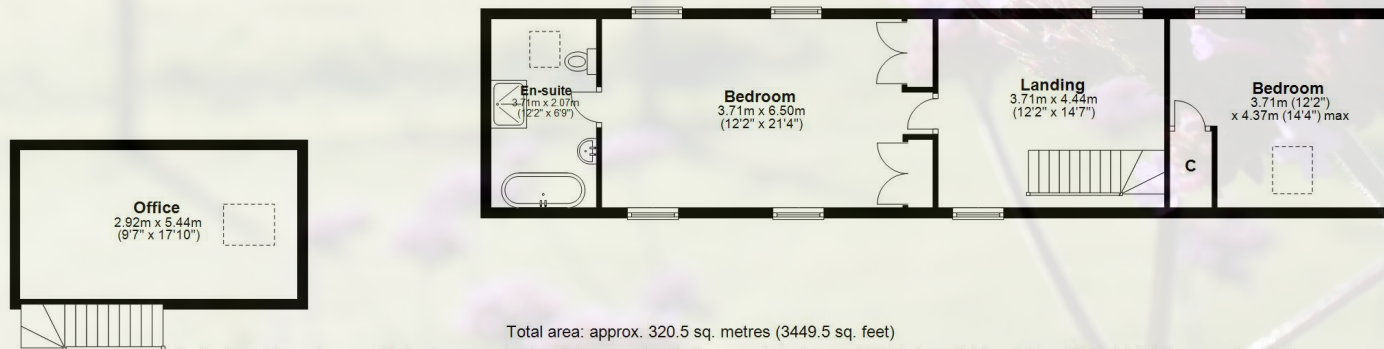 En-suite
3.71m x 2.07m
(12'2" x 6'9")
Bedroom
3.71m x 6.50m
(12'2" x 21'4")
Landing
3.71m x 4.44m
(12'2" x 14'7")
Bedroom
3.71m (12'2")
x 4.37m (14'4") max
C
Office
2.92m x 5.44m
(9'7" x 17'10")
Total area: approx. 320.5 sq. metres (3449.5 sq. feet)